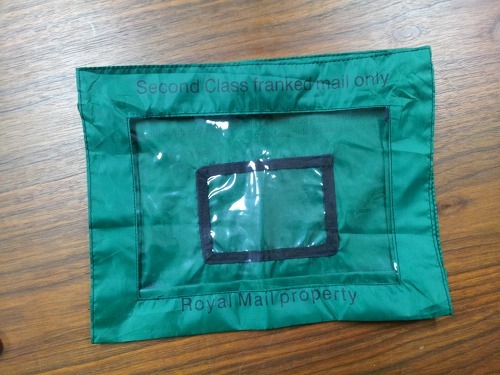 Second Class franked mail only
Royal Mail property